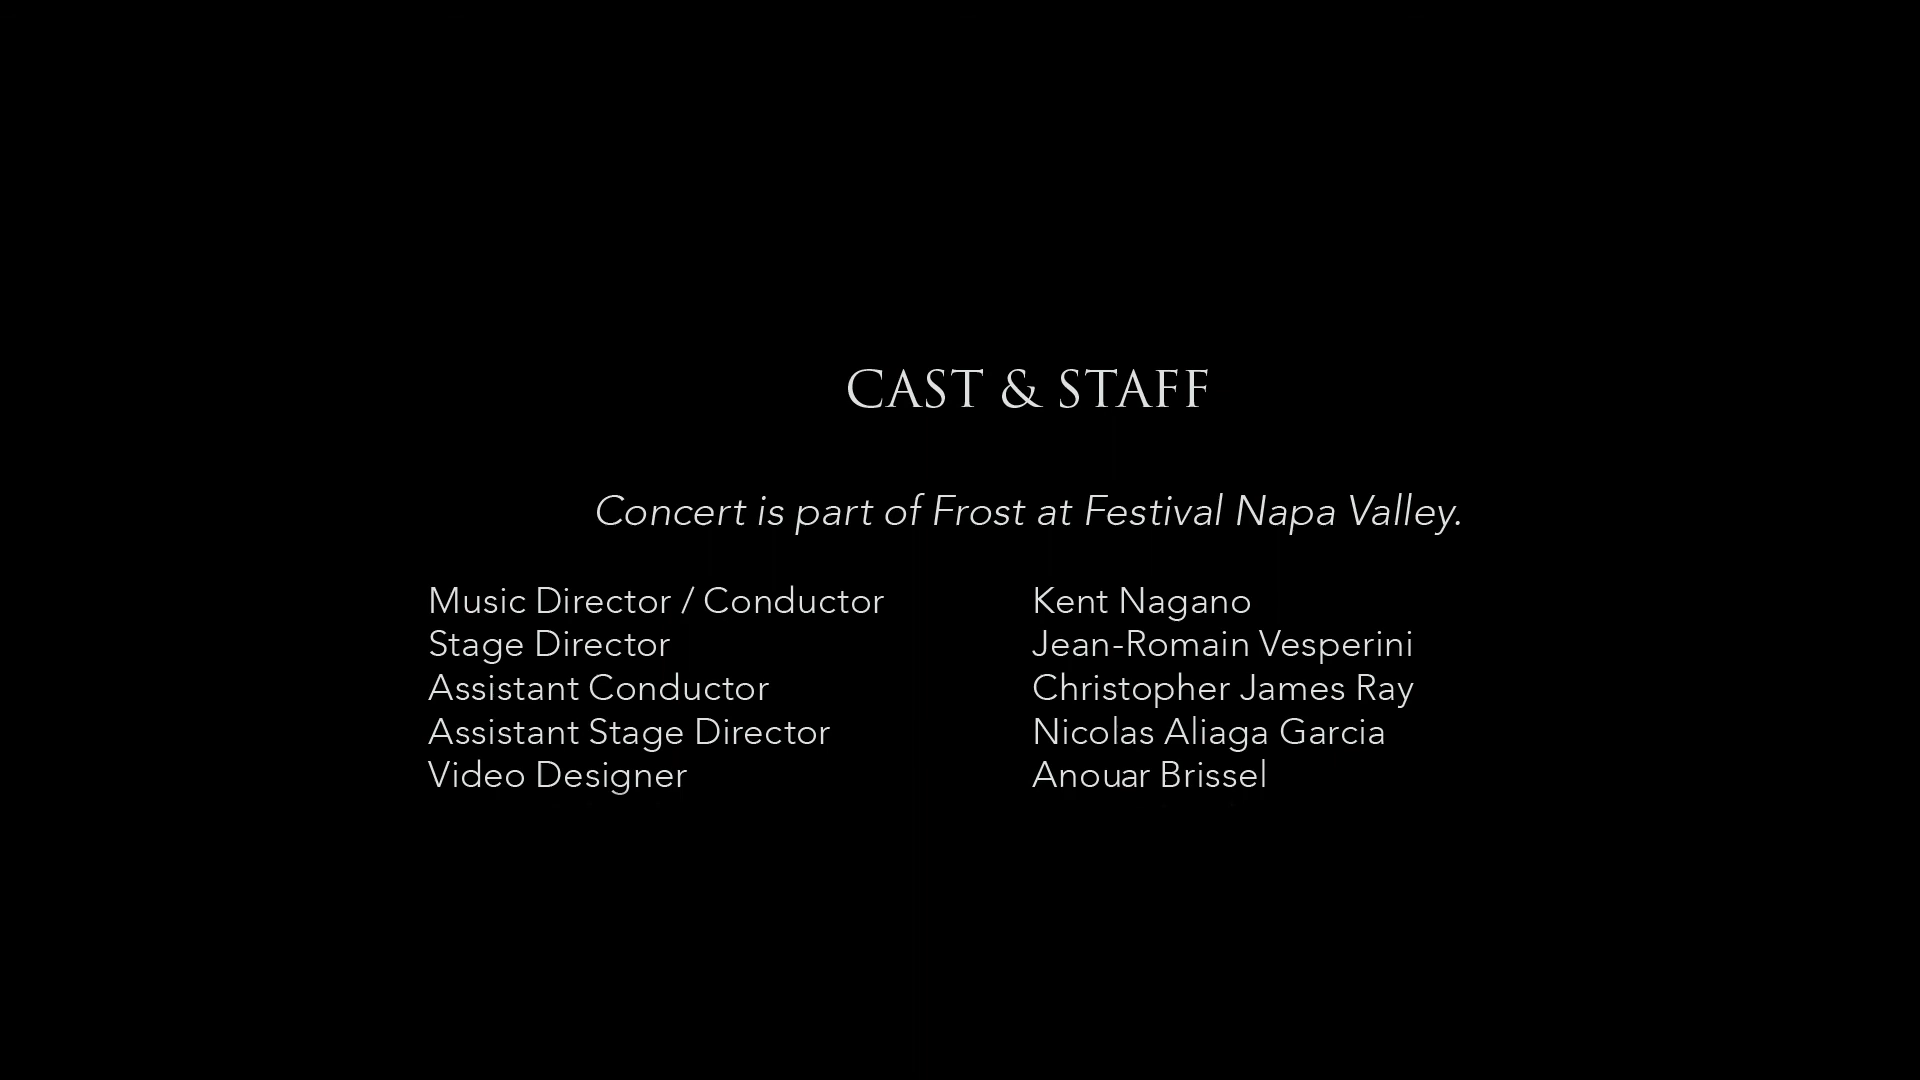 CAST & STAFF
Concert is part of Frost at Festival Napa Valley.
Music Director / Conductor Kent Nagano
Stage Director Jean-Romain Vesperini
Assistant Conductor Christopher James Ray
Assistant Stage Director Nicolas Aliaga Garcia
Video Designer Anouar Brissel